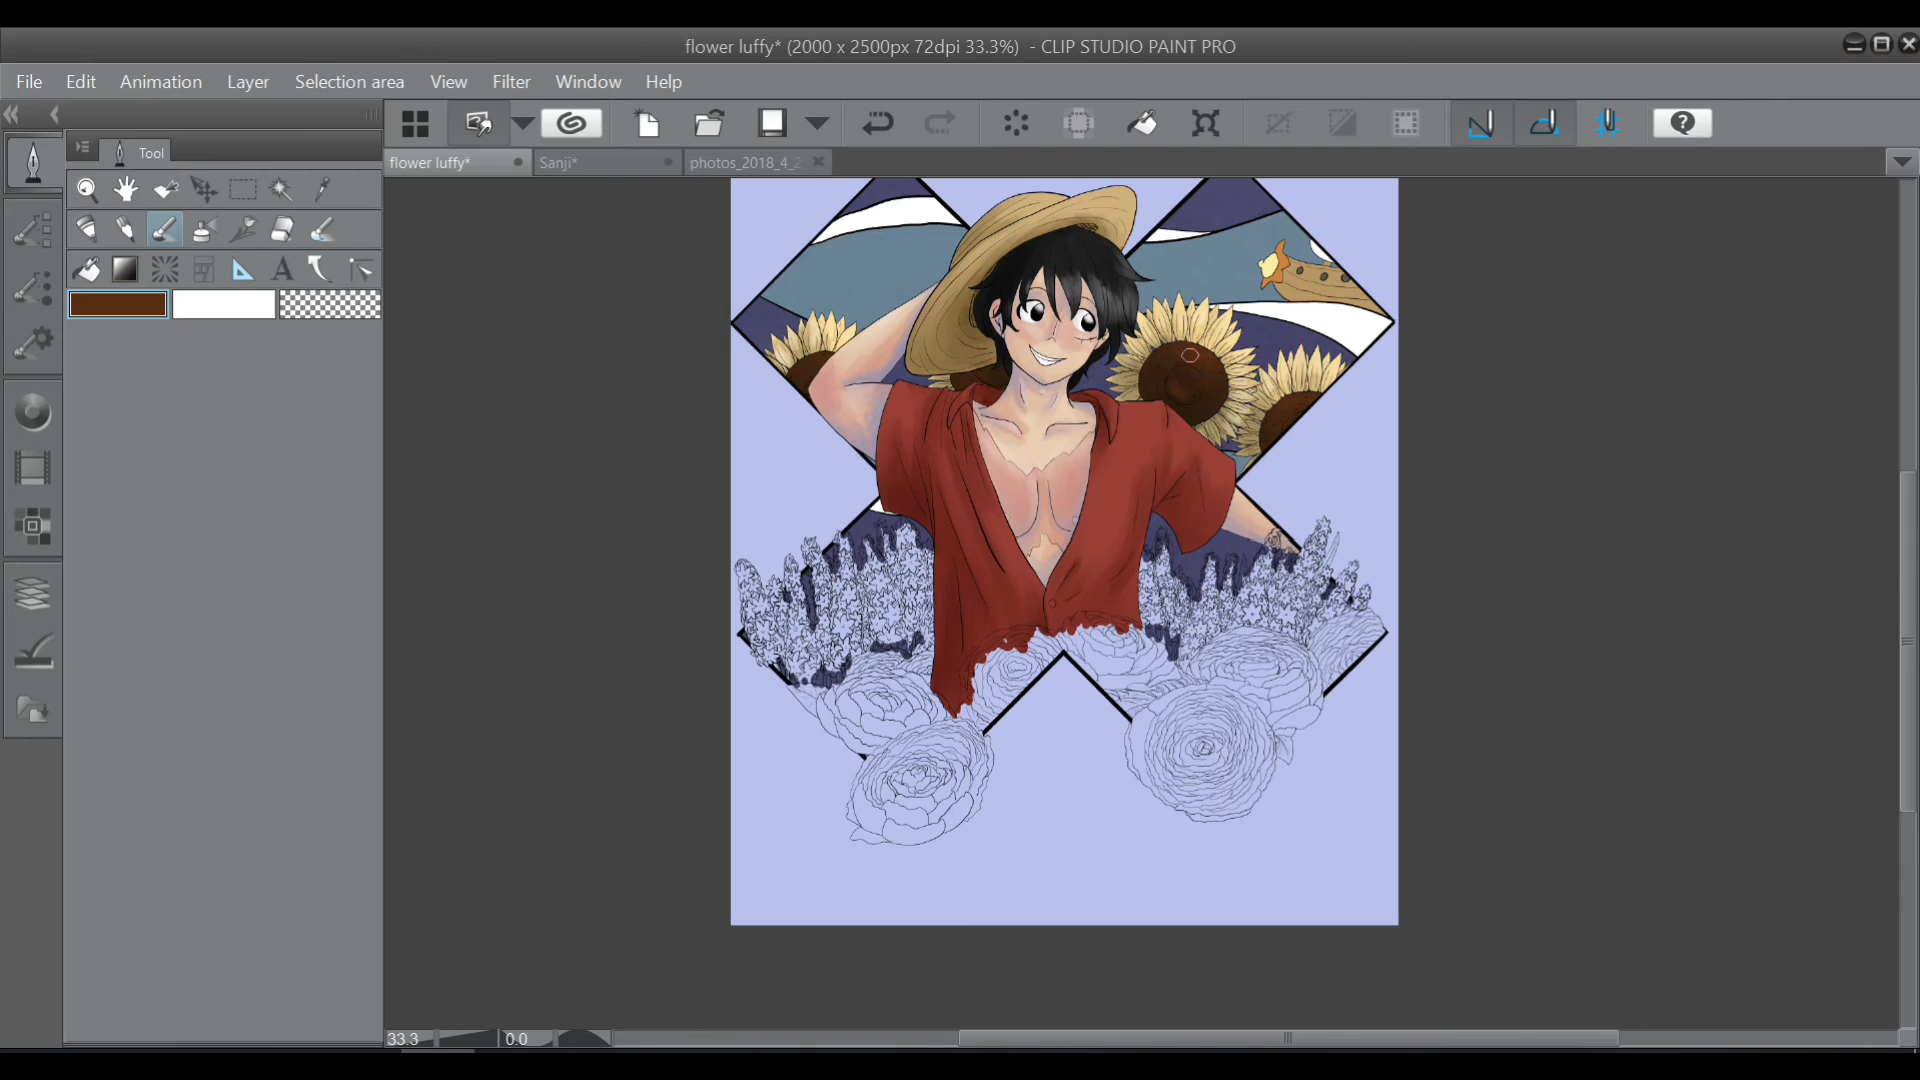 flower luffy* (2000 x 2500px 72dpi 33.3%) - CLIP STUDIO PAINT PRO
File Edit Animation Layer Selection area View Filter Window Help
Tool
flower luffy* Sanji* photos_2018_4_2
33.3 0.0